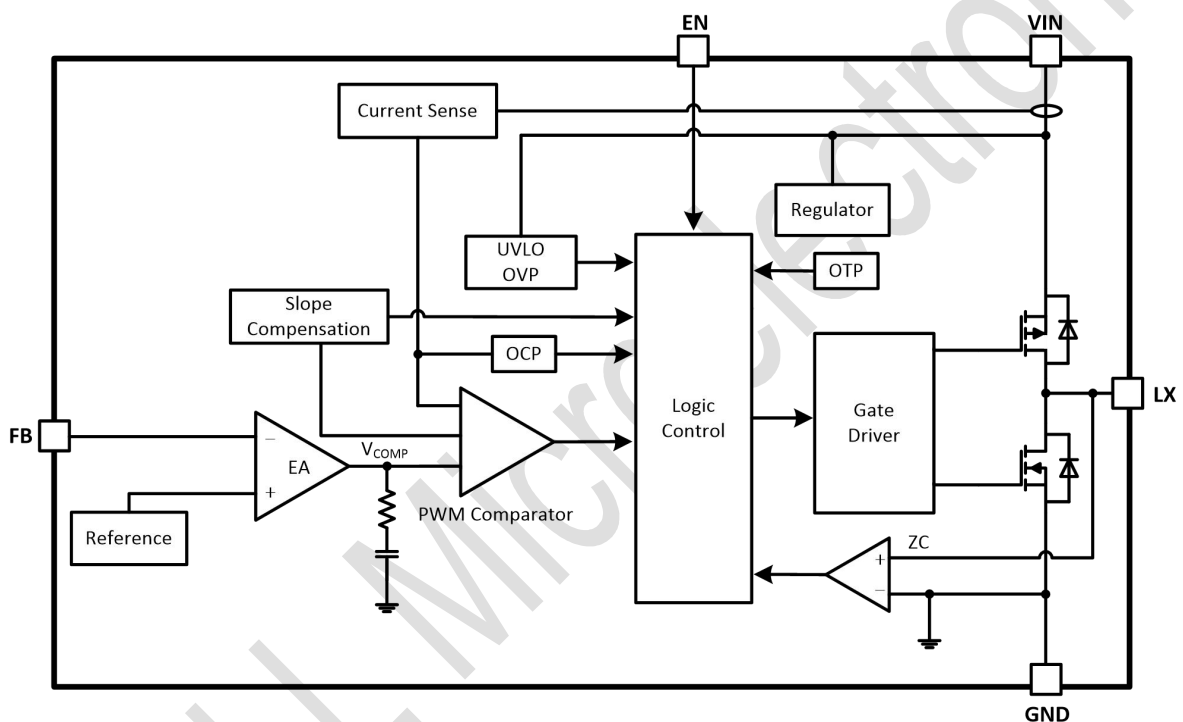 EN
VIN
Current Sense
Regulator
UVLO
OVP
OTP
Slope
Compensation
OCP
Logic
Control
Gate
Driver
LX
FB
−
EA
+
VCOMP
PWM Comparator
Reference
ZC
+
−
GND
Microelectron